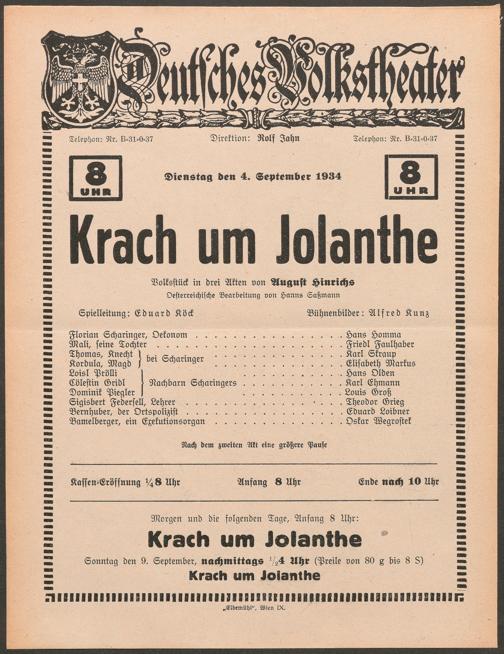 Deutsches Volkstheater
Telephon: Nr. B-31-0-37 Direktion: Rolf Jahn Telephon: Nr. B-31-0-37
8 UHR Dienstag den 4. September 1934 8 UHR
Krach um Jolanthe
Volksstück in drei Akten von August Hinrichs
Oesterreichische Bearbeitung von Hanns Saßmann
Spielleitung: Eduard Köck Bühnenbilder: Alfred Kunz
Florian Scharinger, Oekonom . . . . . . . . . . . . . . Hans Homma
Mali, seine Tochter . . . . . . . . . . . . . . Friedl Faulhaber
Thomas, Knecht } bei Scharinger . . . . . . . . . . . . . . Karl Skraup
Kordula, Magd . . . . . . . . . . . . . . Elisabeth Markus
Loisl Prölli . . . . . . . . . . . . . . Hans Olden
Cölestin Gridl } Nachbarn Scharingers . . . . . . . . . . . . . . Karl Ehmann
Dominik Piegler . . . . . . . . . . . . . . Louis Groß
Sigisbert Federsell, Lehrer . . . . . . . . . . . . . . Theodor Grieg
Bernhuber, der Ortspolizist . . . . . . . . . . . . . . Eduard Loibner
Bamelberger, ein Exekutionsorgan . . . . . . . . . . . . . . Oskar Wegrostek
Nach dem zweiten Akt eine größere Pause
Kassen-Eröffnung ¼8 Uhr Anfang 8 Uhr Ende nach 10 Uhr
Morgen und die folgenden Tage, Anfang 8 Uhr:
Krach um Jolanthe
Sonntag den 9. September, nachmittags ½4 Uhr (Preise von 80 g bis 8 S)
Krach um Jolanthe
„Elbemühl“, Wien IX.